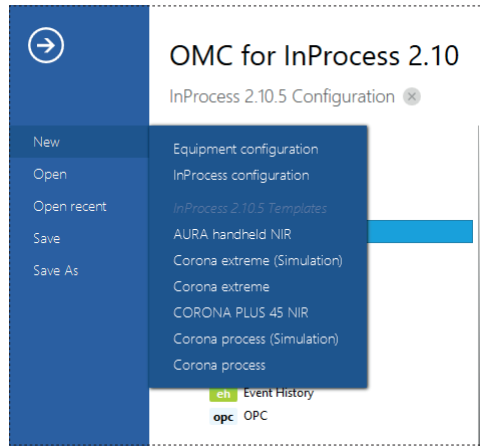 OMC for InProcess 2.10
InProcess 2.10.5 Configuration
New
Open
Open recent
Save
Save As
Equipment configuration
InProcess configuration
InProcess 2.10.5 Templates
AURA handheld NIR
Corona extreme (Simulation)
Corona extreme
CORONA PLUS 45 NIR
Corona process (Simulation)
Corona process
eh Event History
opc OPC